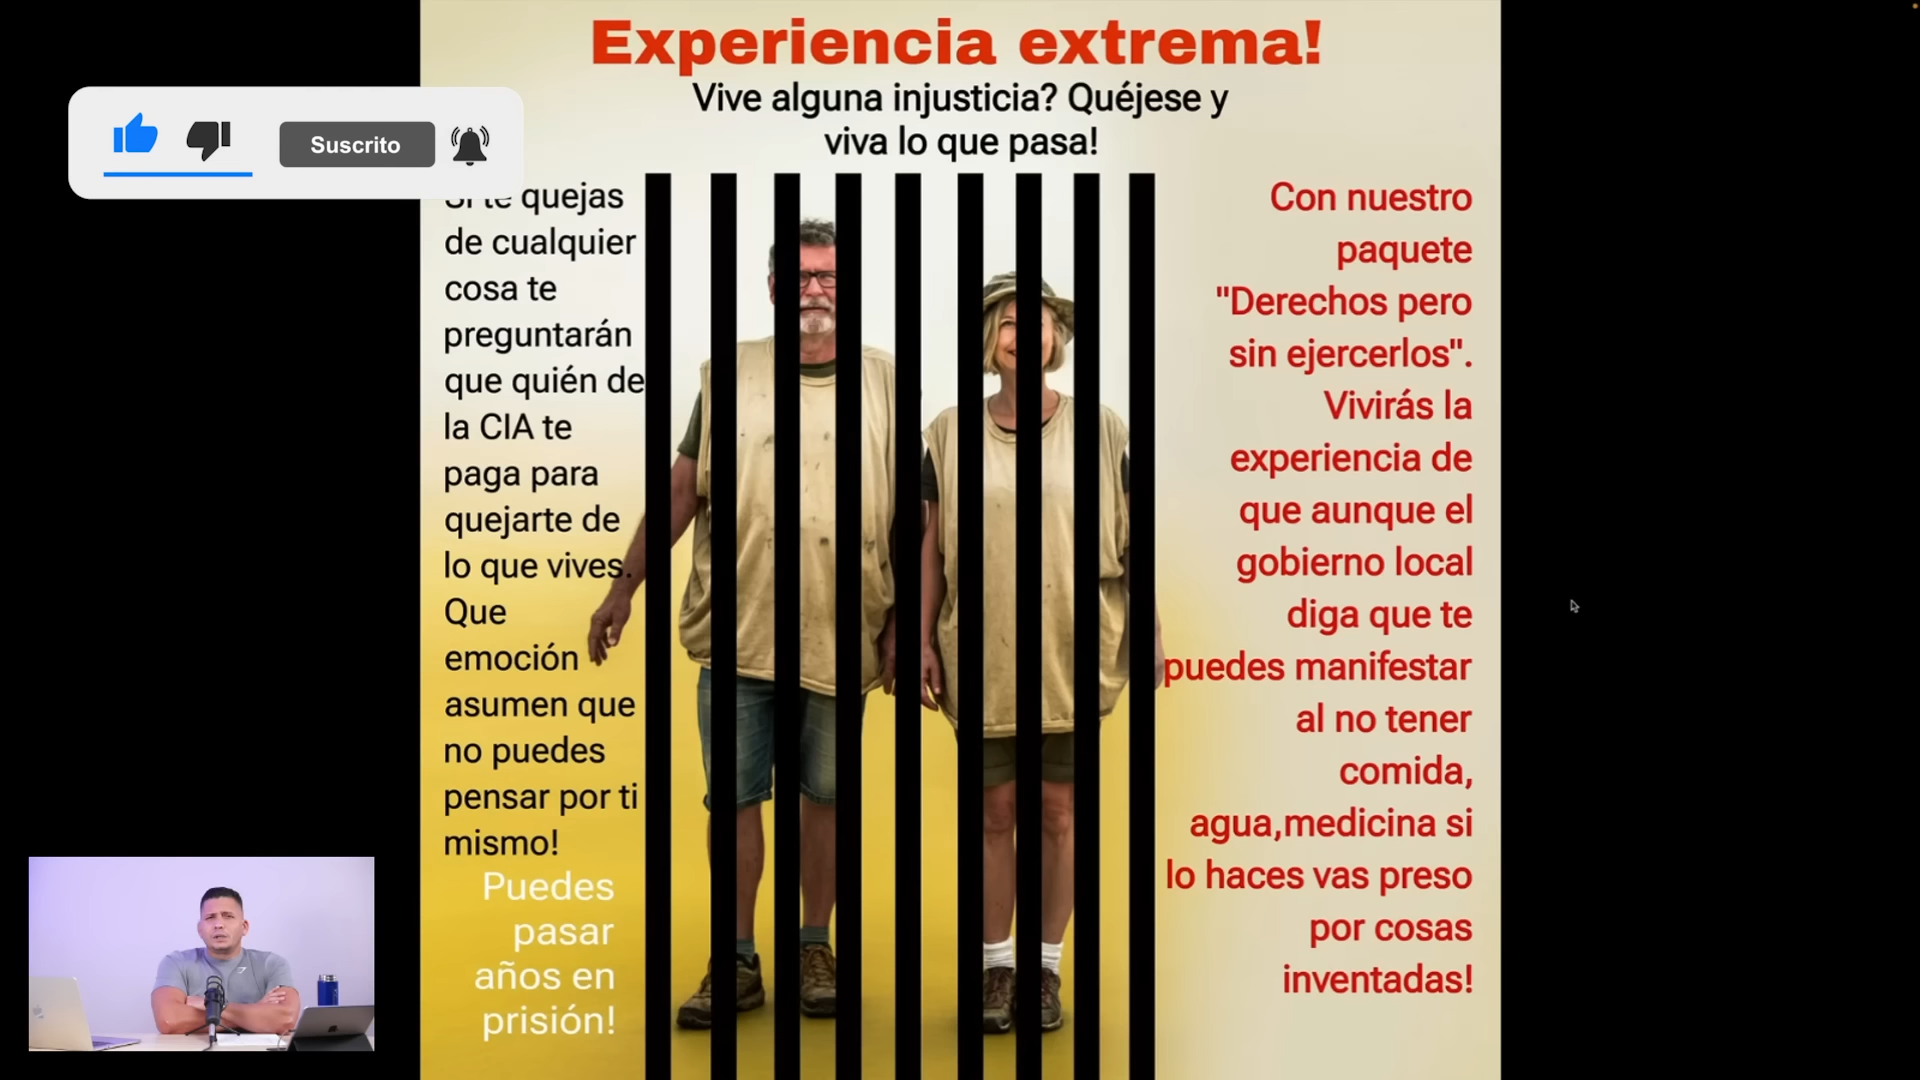 Experiencia extrema!
Vive alguna injusticia? Quéjese y
viva lo que pasa!
Suscrito
Si te quejas
de cualquier
cosa te
preguntarán
que quién de
la CIA te
paga para
quejarte de
lo que vives.
Que
emoción
asumen que
no puedes
pensar por ti
mismo!
Puedes
pasar
años en
prisión!
Con nuestro
paquete
"Derechos pero
sin ejercerlos".
Vivirás la
experiencia de
que aunque el
gobierno local
diga que te
puedes manifestar
al no tener
comida,
agua,medicina si
lo haces vas preso
por cosas
inventadas!